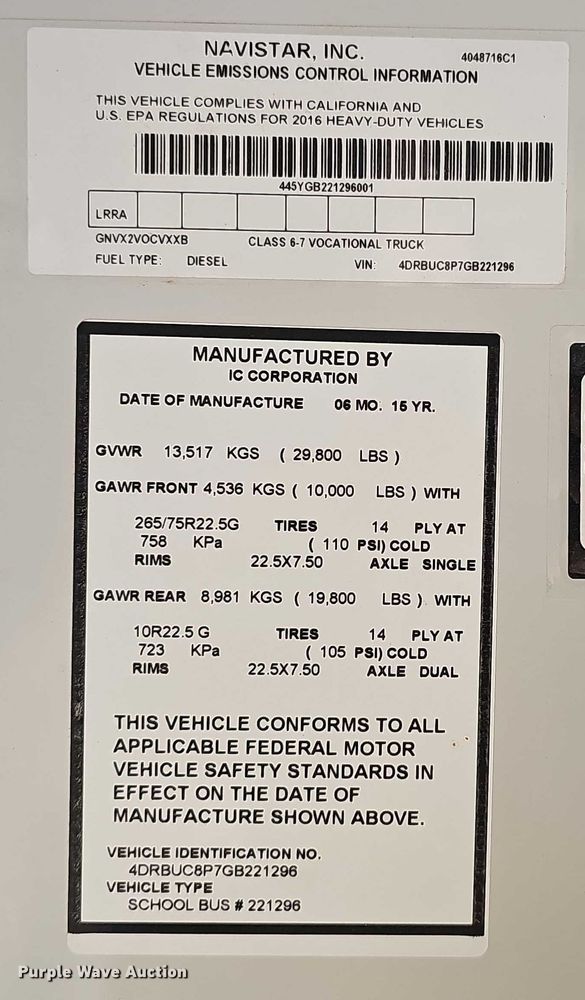 NAVISTAR, INC.
4048716C1
VEHICLE EMISSIONS CONTROL INFORMATION
THIS VEHICLE COMPLIES WITH CALIFORNIA AND
U.S. EPA REGULATIONS FOR 2016 HEAVY-DUTY VEHICLES
445YGB221296001
LRRA
GNVX2VOCVXXB CLASS 6-7 VOCATIONAL TRUCK
FUEL TYPE: DIESEL VIN: 4DRBUC8P7GB221296
MANUFACTURED BY
IC CORPORATION
DATE OF MANUFACTURE 06 MO. 15 YR.
GVWR 13,517 KGS ( 29,800 LBS )
GAWR FRONT 4,536 KGS ( 10,000 LBS ) WITH
265/75R22.5G TIRES 14 PLY AT
758 KPa ( 110 PSI) COLD
RIMS 22.5X7.50 AXLE SINGLE
GAWR REAR 8,981 KGS ( 19,800 LBS ) WITH
10R22.5 G TIRES 14 PLY AT
723 KPa ( 105 PSI) COLD
RIMS 22.5X7.50 AXLE DUAL
THIS VEHICLE CONFORMS TO ALL
APPLICABLE FEDERAL MOTOR
VEHICLE SAFETY STANDARDS IN
EFFECT ON THE DATE OF
MANUFACTURE SHOWN ABOVE.
VEHICLE IDENTIFICATION NO.
4DRBUC8P7GB221296
VEHICLE TYPE
SCHOOL BUS # 221296
Purple Wave Auction